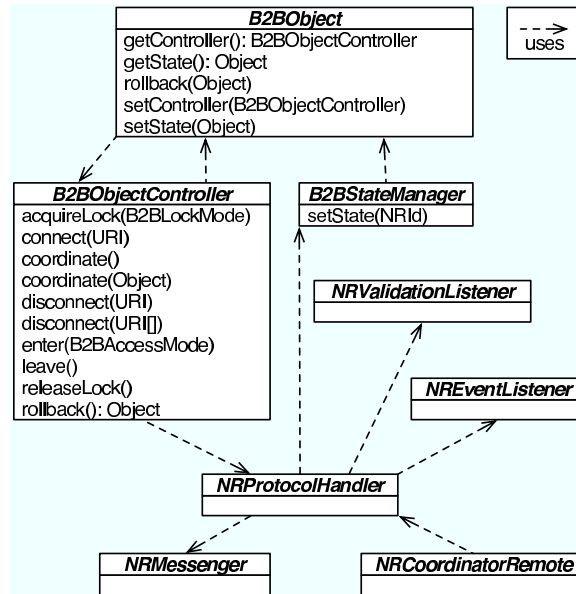 B2BObject
getController(): B2BObjectController
getState(): Object
rollback(Object)
setController(B2BObjectController)
setState(Object)
uses
B2BObjectController
acquireLock(B2BLockMode)
connect(URI)
coordinate()
coordinate(Object)
disconnect(URI)
disconnect(URI[])
enter(B2BAccessMode)
leave()
releaseLock()
rollback(): Object
B2BStateManager
setState(NRId)
NRValidationListener
NREventListener
NRProtocolHandler
NRMessenger
NRCoordinatorRemote